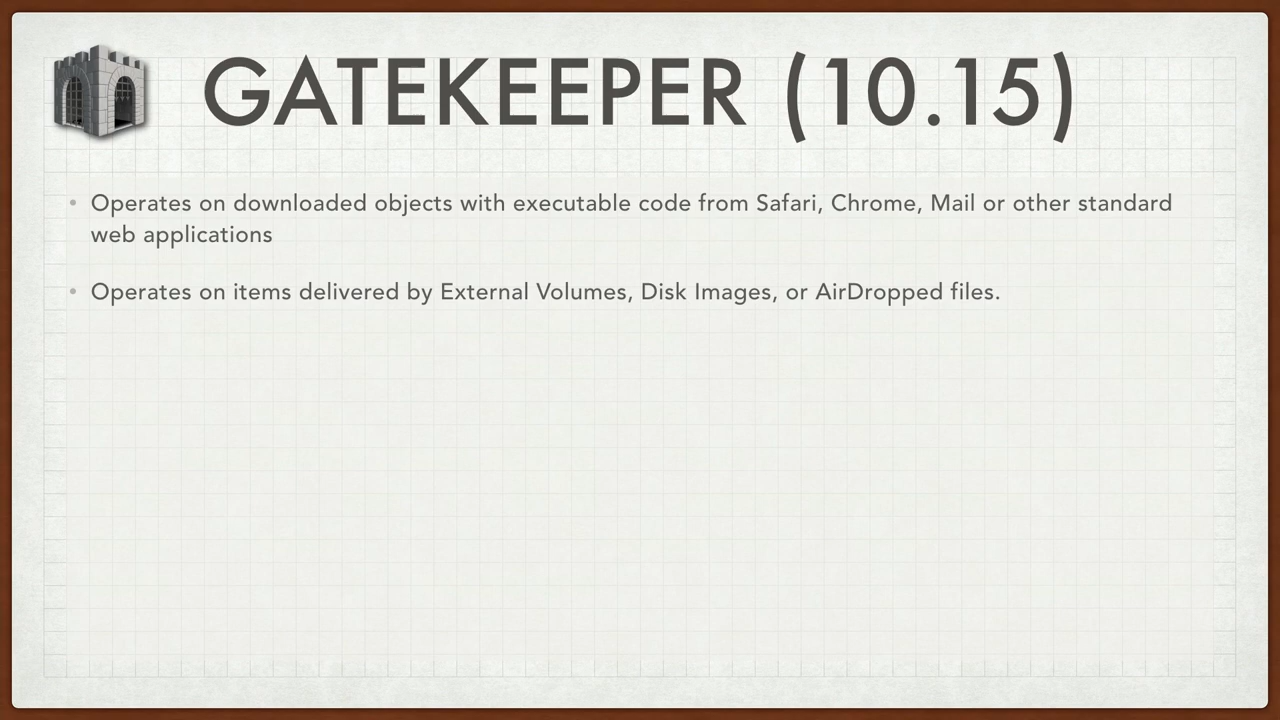 GATEKEEPER (10.15)
• Operates on downloaded objects with executable code from Safari, Chrome, Mail or other standard
web applications
• Operates on items delivered by External Volumes, Disk Images, or AirDropped files.